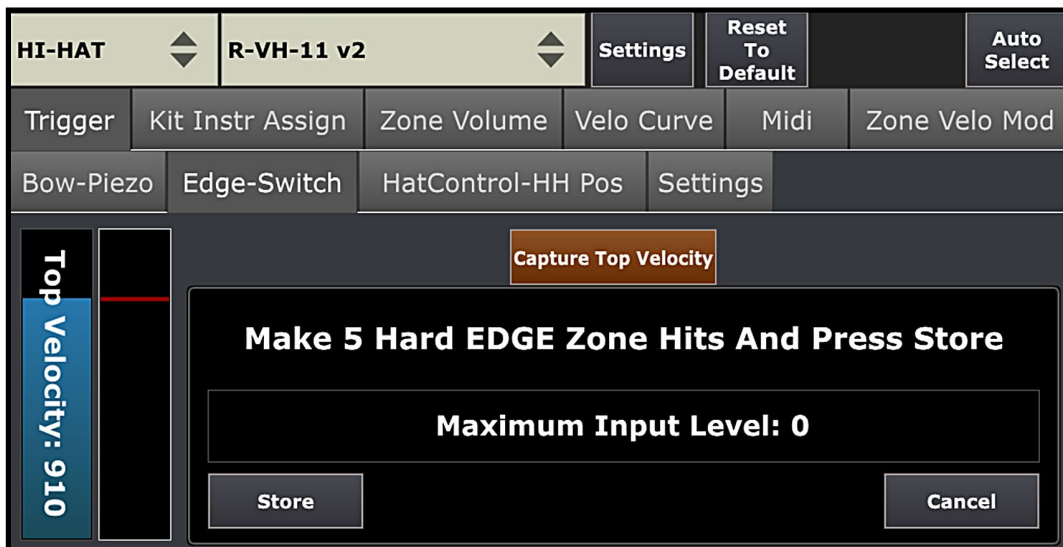 HI-HAT
R-VH-11 v2
Settings
Reset
To
Default
Auto
Select
Trigger
Kit Instr Assign
Zone Volume
Velo Curve
Midi
Zone Velo Mod
Bow-Piezo
Edge-Switch
HatControl-HH Pos
Settings
Top Velocity: 910
Capture Top Velocity
Make 5 Hard EDGE Zone Hits And Press Store
Maximum Input Level: 0
Store
Cancel